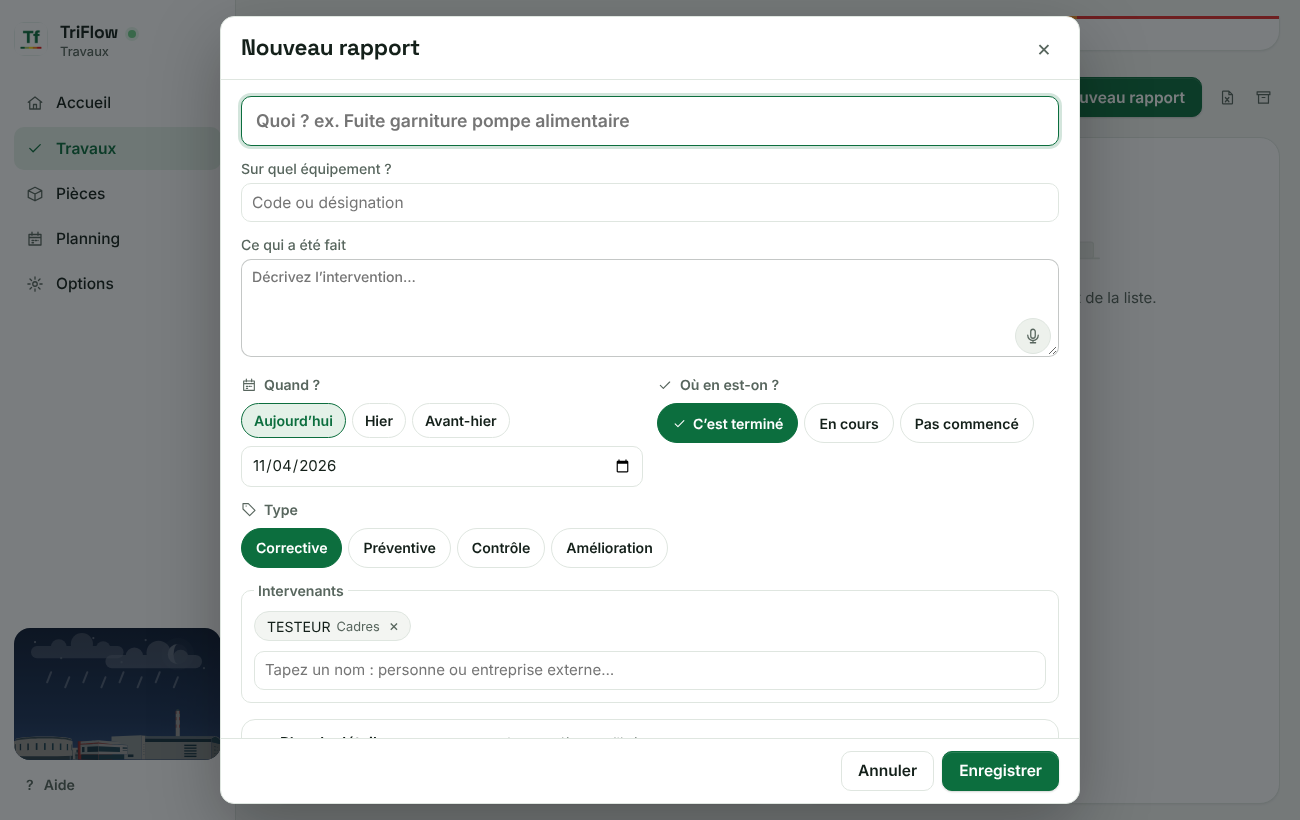 Tf
TriFlow
Travaux
Accueil
Travaux
Pièces
Planning
Options
? Aide
uveau rapport
de la liste.
Nouveau rapport
×
Quoi ? ex. Fuite garniture pompe alimentaire
Sur quel équipement ?
Code ou désignation
Ce qui a été fait
Décrivez l’intervention…
Quand ?
Aujourd’hui
Hier
Avant-hier
11/04/2026
Où en est-on ?
C’est terminé
En cours
Pas commencé
Type
Corrective
Préventive
Contrôle
Amélioration
Intervenants
TESTEUR Cadres ×
Tapez un nom : personne ou entreprise externe…
Annuler
Enregistrer